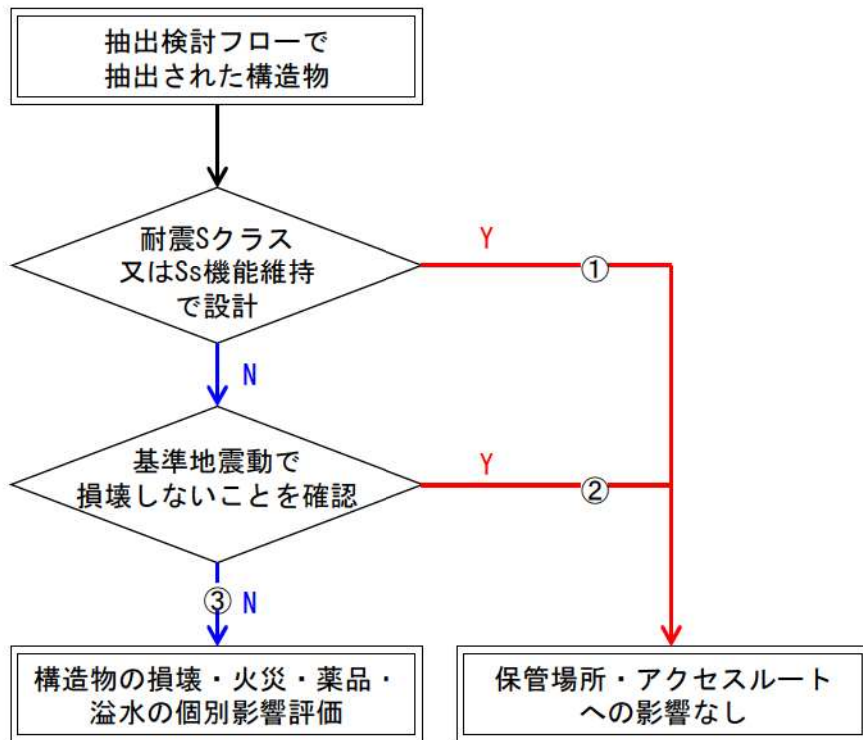 抽出検討フローで
抽出された構造物
耐震Sクラス
又はSs機能維持
で設計
Y
①
N
基準地震動で
損壊しないことを確認
Y
②
③
N
構造物の損壊・火災・薬品・
溢水の個別影響評価
保管場所・アクセスルート
への影響なし